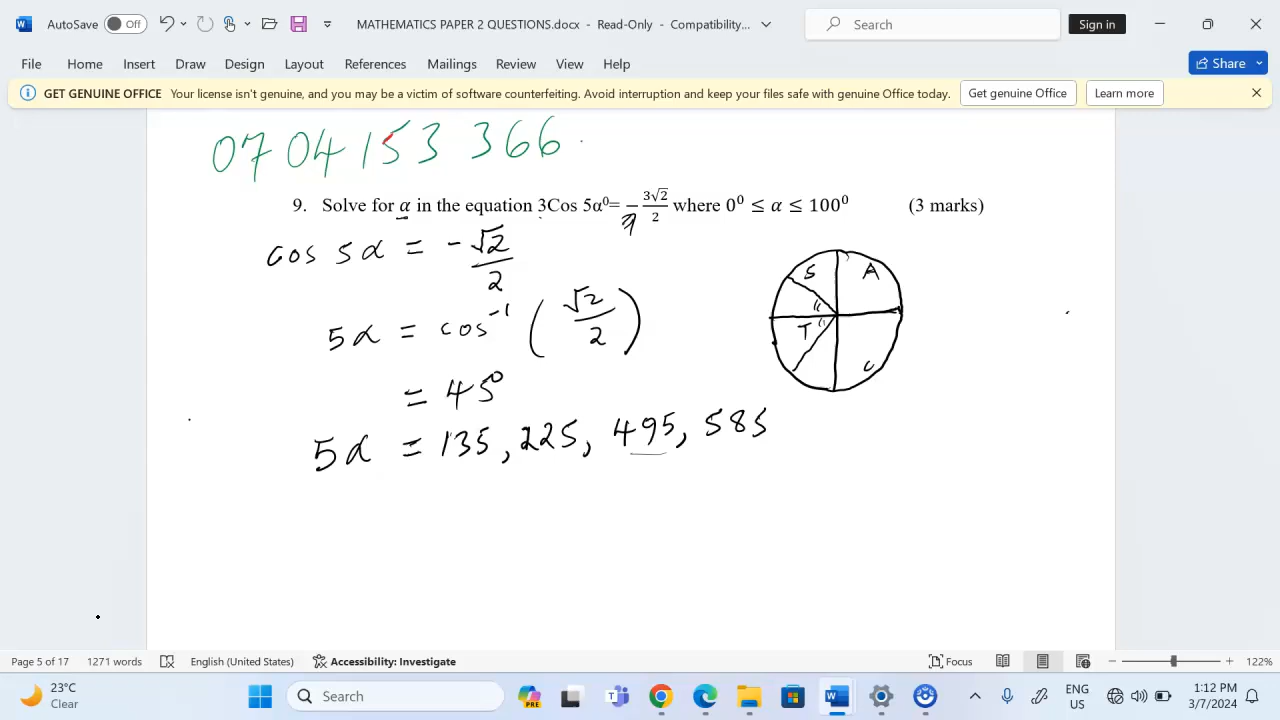 AutoSave Off MATHEMATICS PAPER 2 QUESTIONS.docx - Read-Only - Compatibility... Search Sign in
File Home Insert Draw Design Layout References Mailings Review View Help Share
GET GENUINE OFFICE Your license isn't genuine, and you may be a victim of software counterfeiting. Avoid interruption and keep your files safe with genuine Office today. Get genuine Office Learn more
0704153 366
9. Solve for α in the equation 3Cos 5α⁰= −3√2/2 where 0⁰ ≤ α ≤ 100⁰ (3 marks)
cos 5α = -√2/2
S A
5α = cos⁻¹ (√2/2)
T C
= 45⁰
5α = 135, 225, 495, 585
Page 5 of 17 1271 words English (United States) Accessibility: Investigate Focus 122%
23°C
Clear
Search
PRE
ENG
US
1:12 PM
3/7/2024